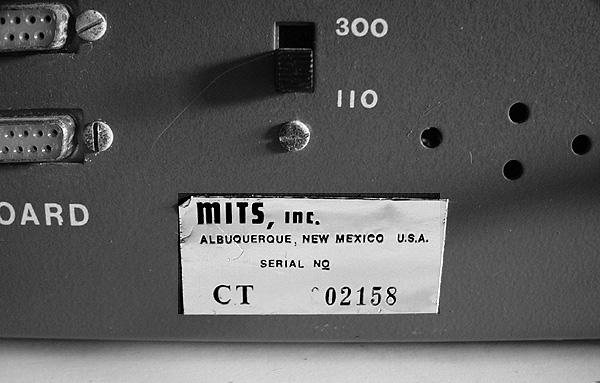 300
110
OARD
MITS, INC.
ALBUQUERQUE, NEW MEXICO U.S.A.
SERIAL NO
CT 02158